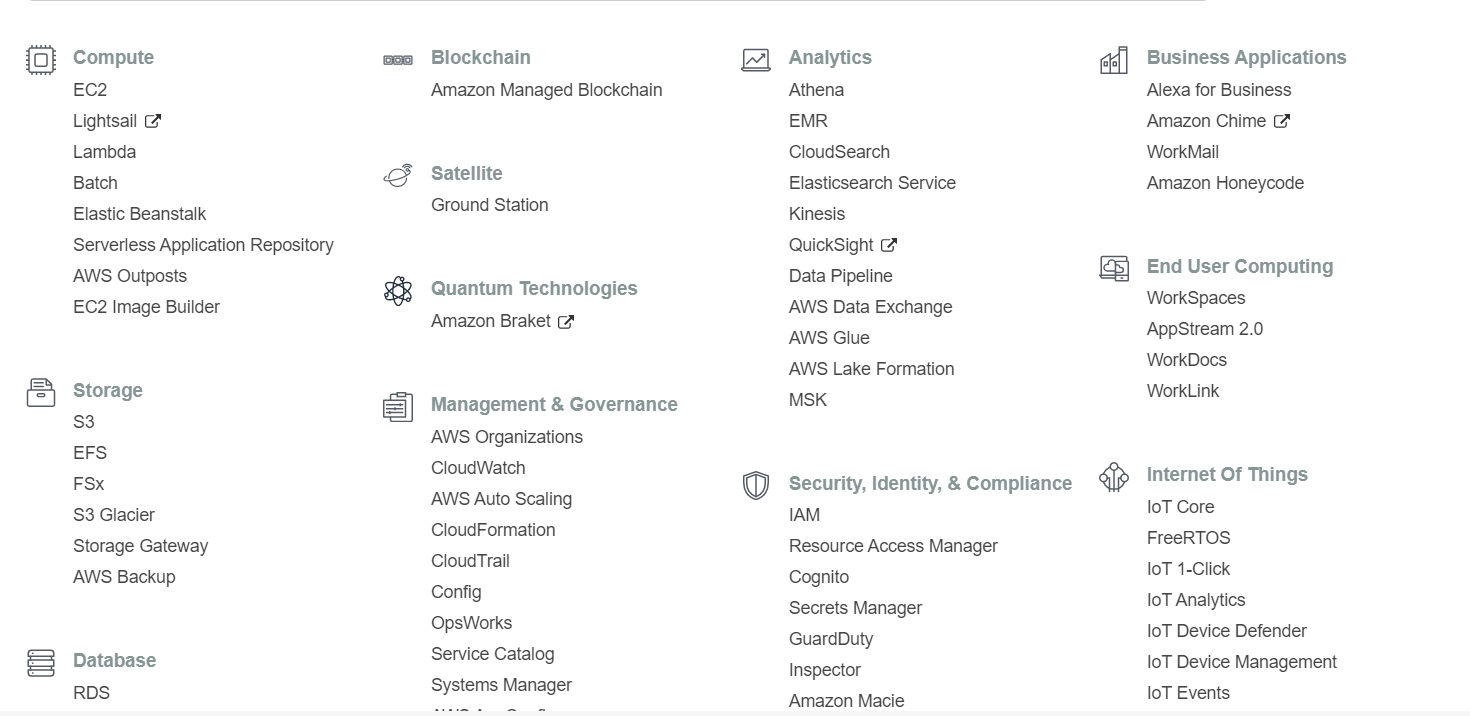 Compute
EC2
Lightsail
Lambda
Batch
Elastic Beanstalk
Serverless Application Repository
AWS Outposts
EC2 Image Builder
Storage
S3
EFS
FSx
S3 Glacier
Storage Gateway
AWS Backup
Database
RDS
Blockchain
Amazon Managed Blockchain
Satellite
Ground Station
Quantum Technologies
Amazon Braket
Management & Governance
AWS Organizations
CloudWatch
AWS Auto Scaling
CloudFormation
CloudTrail
Config
OpsWorks
Service Catalog
Systems Manager
Analytics
Athena
EMR
CloudSearch
Elasticsearch Service
Kinesis
QuickSight
Data Pipeline
AWS Data Exchange
AWS Glue
AWS Lake Formation
MSK
Security, Identity, & Compliance
IAM
Resource Access Manager
Cognito
Secrets Manager
GuardDuty
Inspector
Amazon Macie
Business Applications
Alexa for Business
Amazon Chime
WorkMail
Amazon Honeycode
End User Computing
WorkSpaces
AppStream 2.0
WorkDocs
WorkLink
Internet Of Things
IoT Core
FreeRTOS
IoT 1-Click
IoT Analytics
IoT Device Defender
IoT Device Management
IoT Events